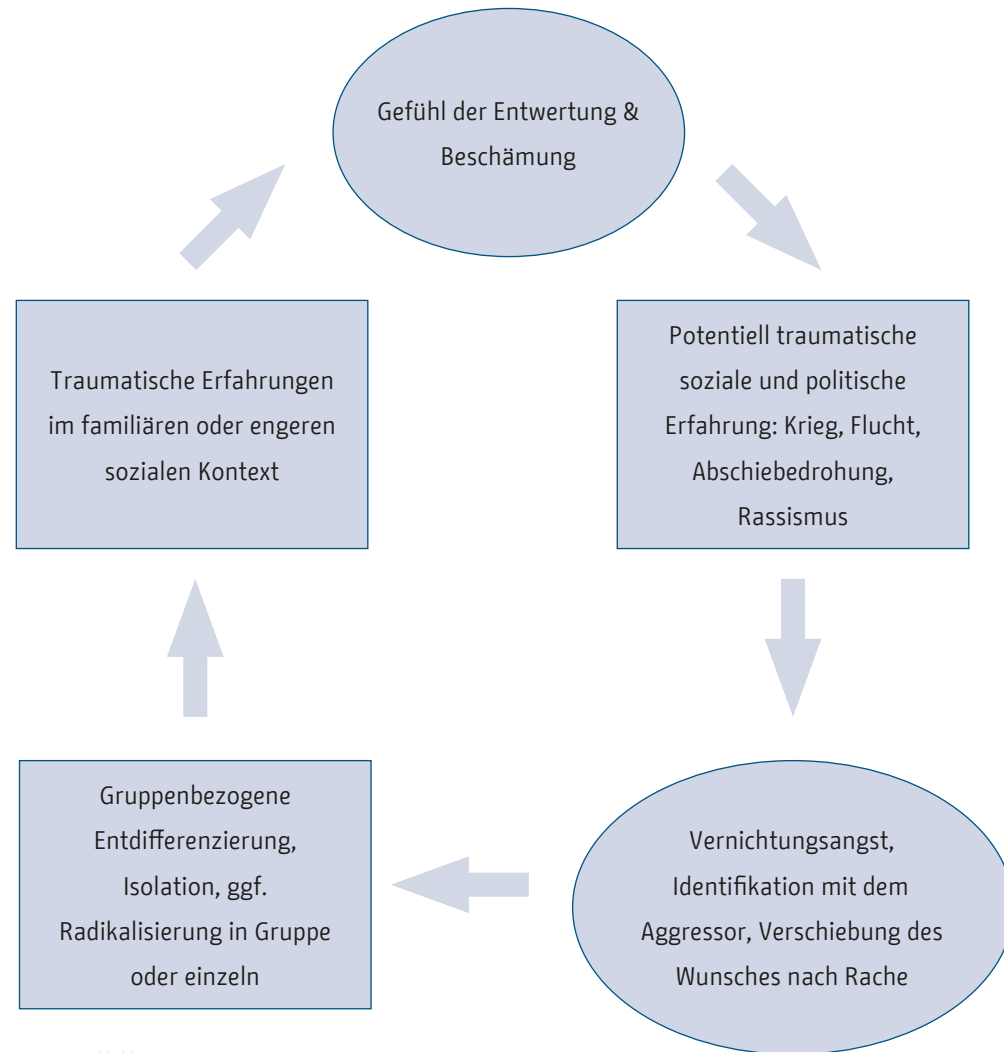 Gefühl der Entwertung &
Beschämung
Traumatische Erfahrungen
im familiären oder engeren
sozialen Kontext
Potentiell traumatische
soziale und politische
Erfahrung: Krieg, Flucht,
Abschiebedrohung,
Rassismus
Gruppenbezogene
Entdifferenzierung,
Isolation, ggf.
Radikalisierung in Gruppe
oder einzeln
Vernichtungsangst,
Identifikation mit dem
Aggressor, Verschiebung des
Wunsches nach Rache